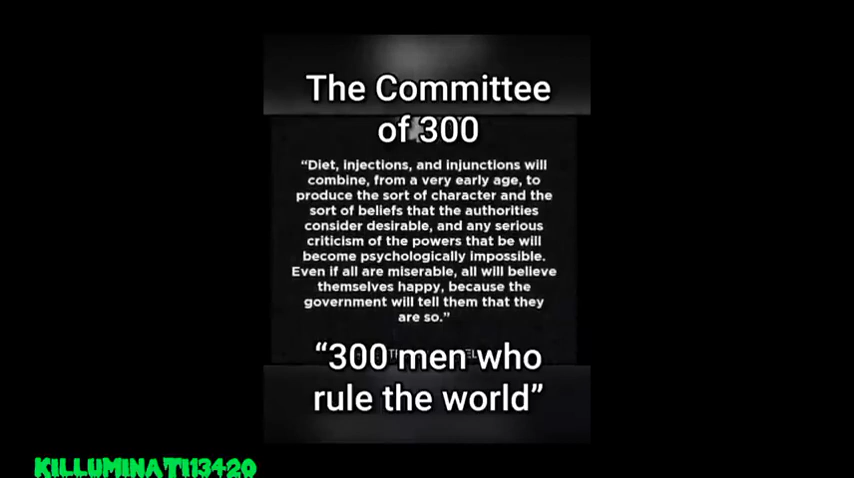 The Committee
of 300
“Diet, injections, and injunctions will
combine, from a very early age, to
produce the sort of character and the
sort of beliefs that the authorities
consider desirable, and any serious
criticism of the powers that be will
become psychologically impossible.
Even if all are miserable, all will believe
themselves happy, because the
government will tell them that they
are so.”
“300 men who
rule the world”
KILLUMINATI13420